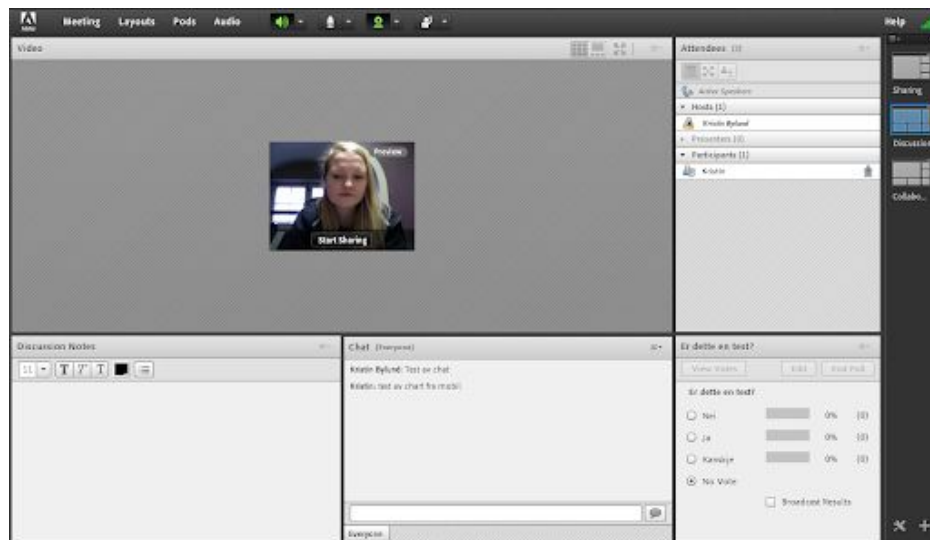 Meeting Layouts Pods Audio Help
Video
Preview
Start Sharing
Attendees (2)
Active Speakers
Hosts (1)
Kristin Bylund
Presenters (0)
Participants (1)
Kristin
Sharing
Discussion
Collabo...
Discussion Notes
11 T T T
Chat (Everyone)
Kristin Bylund: Test av chat
Kristin: test av chart fra mobil
Everyone
Er dette en test?
View Votes Edit End Poll
Er dette en test?
Nei 0% (0)
Ja 0% (0)
Kanskje 0% (0)
No Vote
Broadcast Results